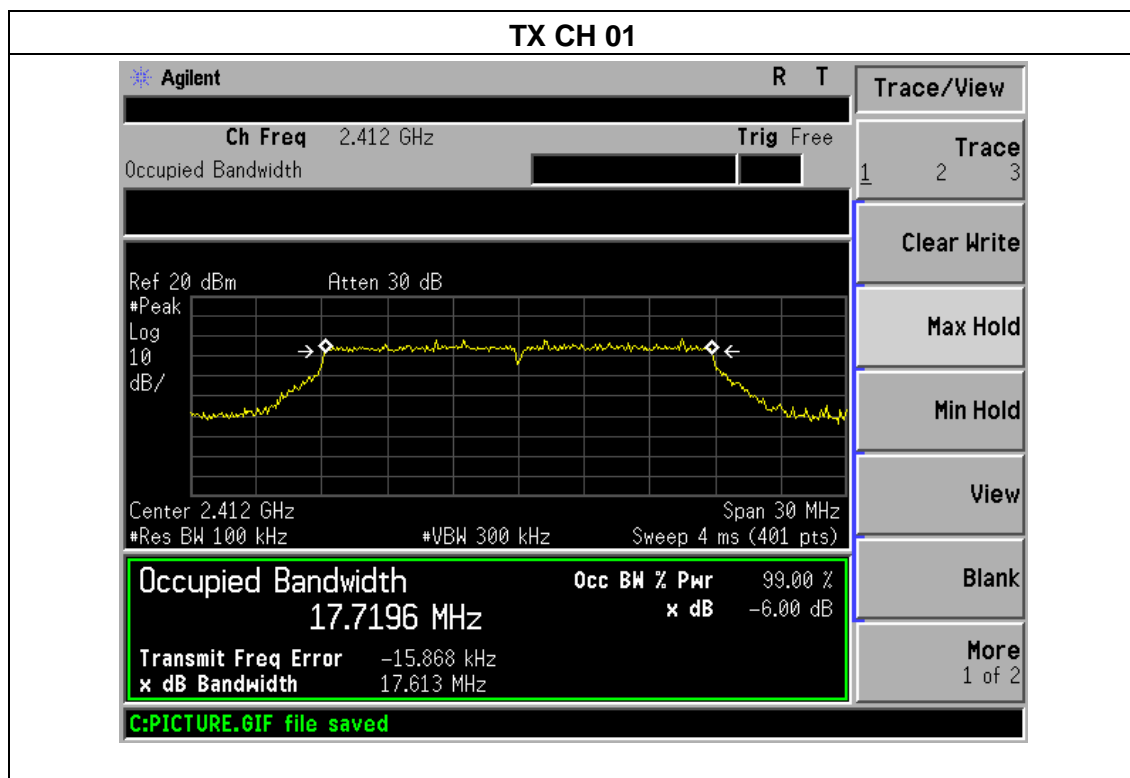 TX CH 01
Agilent R T
Trace/View
Ch Freq 2.412 GHz Trig Free
Occupied Bandwidth
Trace
1 2 3
Clear Write
Max Hold
Min Hold
View
Blank
More
1 of 2
Ref 20 dBm Atten 30 dB
#Peak
Log
10
dB/
Center 2.412 GHz Span 30 MHz
#Res BW 100 kHz #VBW 300 kHz Sweep 4 ms (401 pts)
Occupied Bandwidth Occ BW % Pwr 99.00 %
17.7196 MHz x dB -6.00 dB
Transmit Freq Error -15.868 kHz
x dB Bandwidth 17.613 MHz
C:PICTURE.GIF file saved